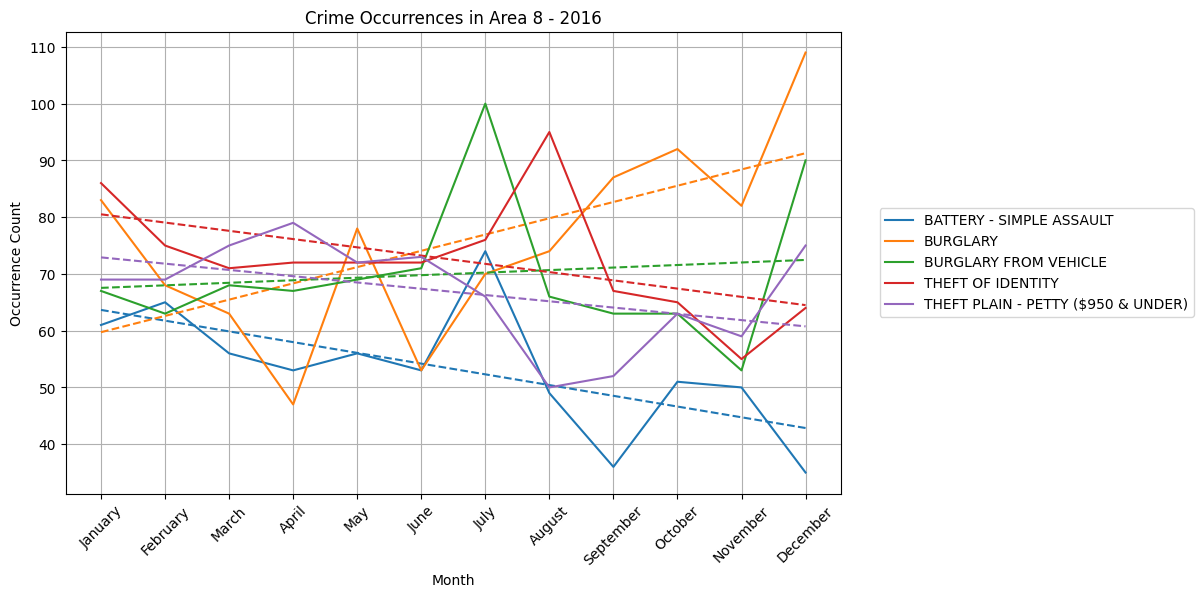 Crime Occurrences in Area 8 - 2016
110
100
90
80
70
60
50
40
Occurrence Count
January
February
March
April
May
June
July
August
September
October
November
December
Month
BATTERY - SIMPLE ASSAULT
BURGLARY
BURGLARY FROM VEHICLE
THEFT OF IDENTITY
THEFT PLAIN - PETTY ($950 & UNDER)